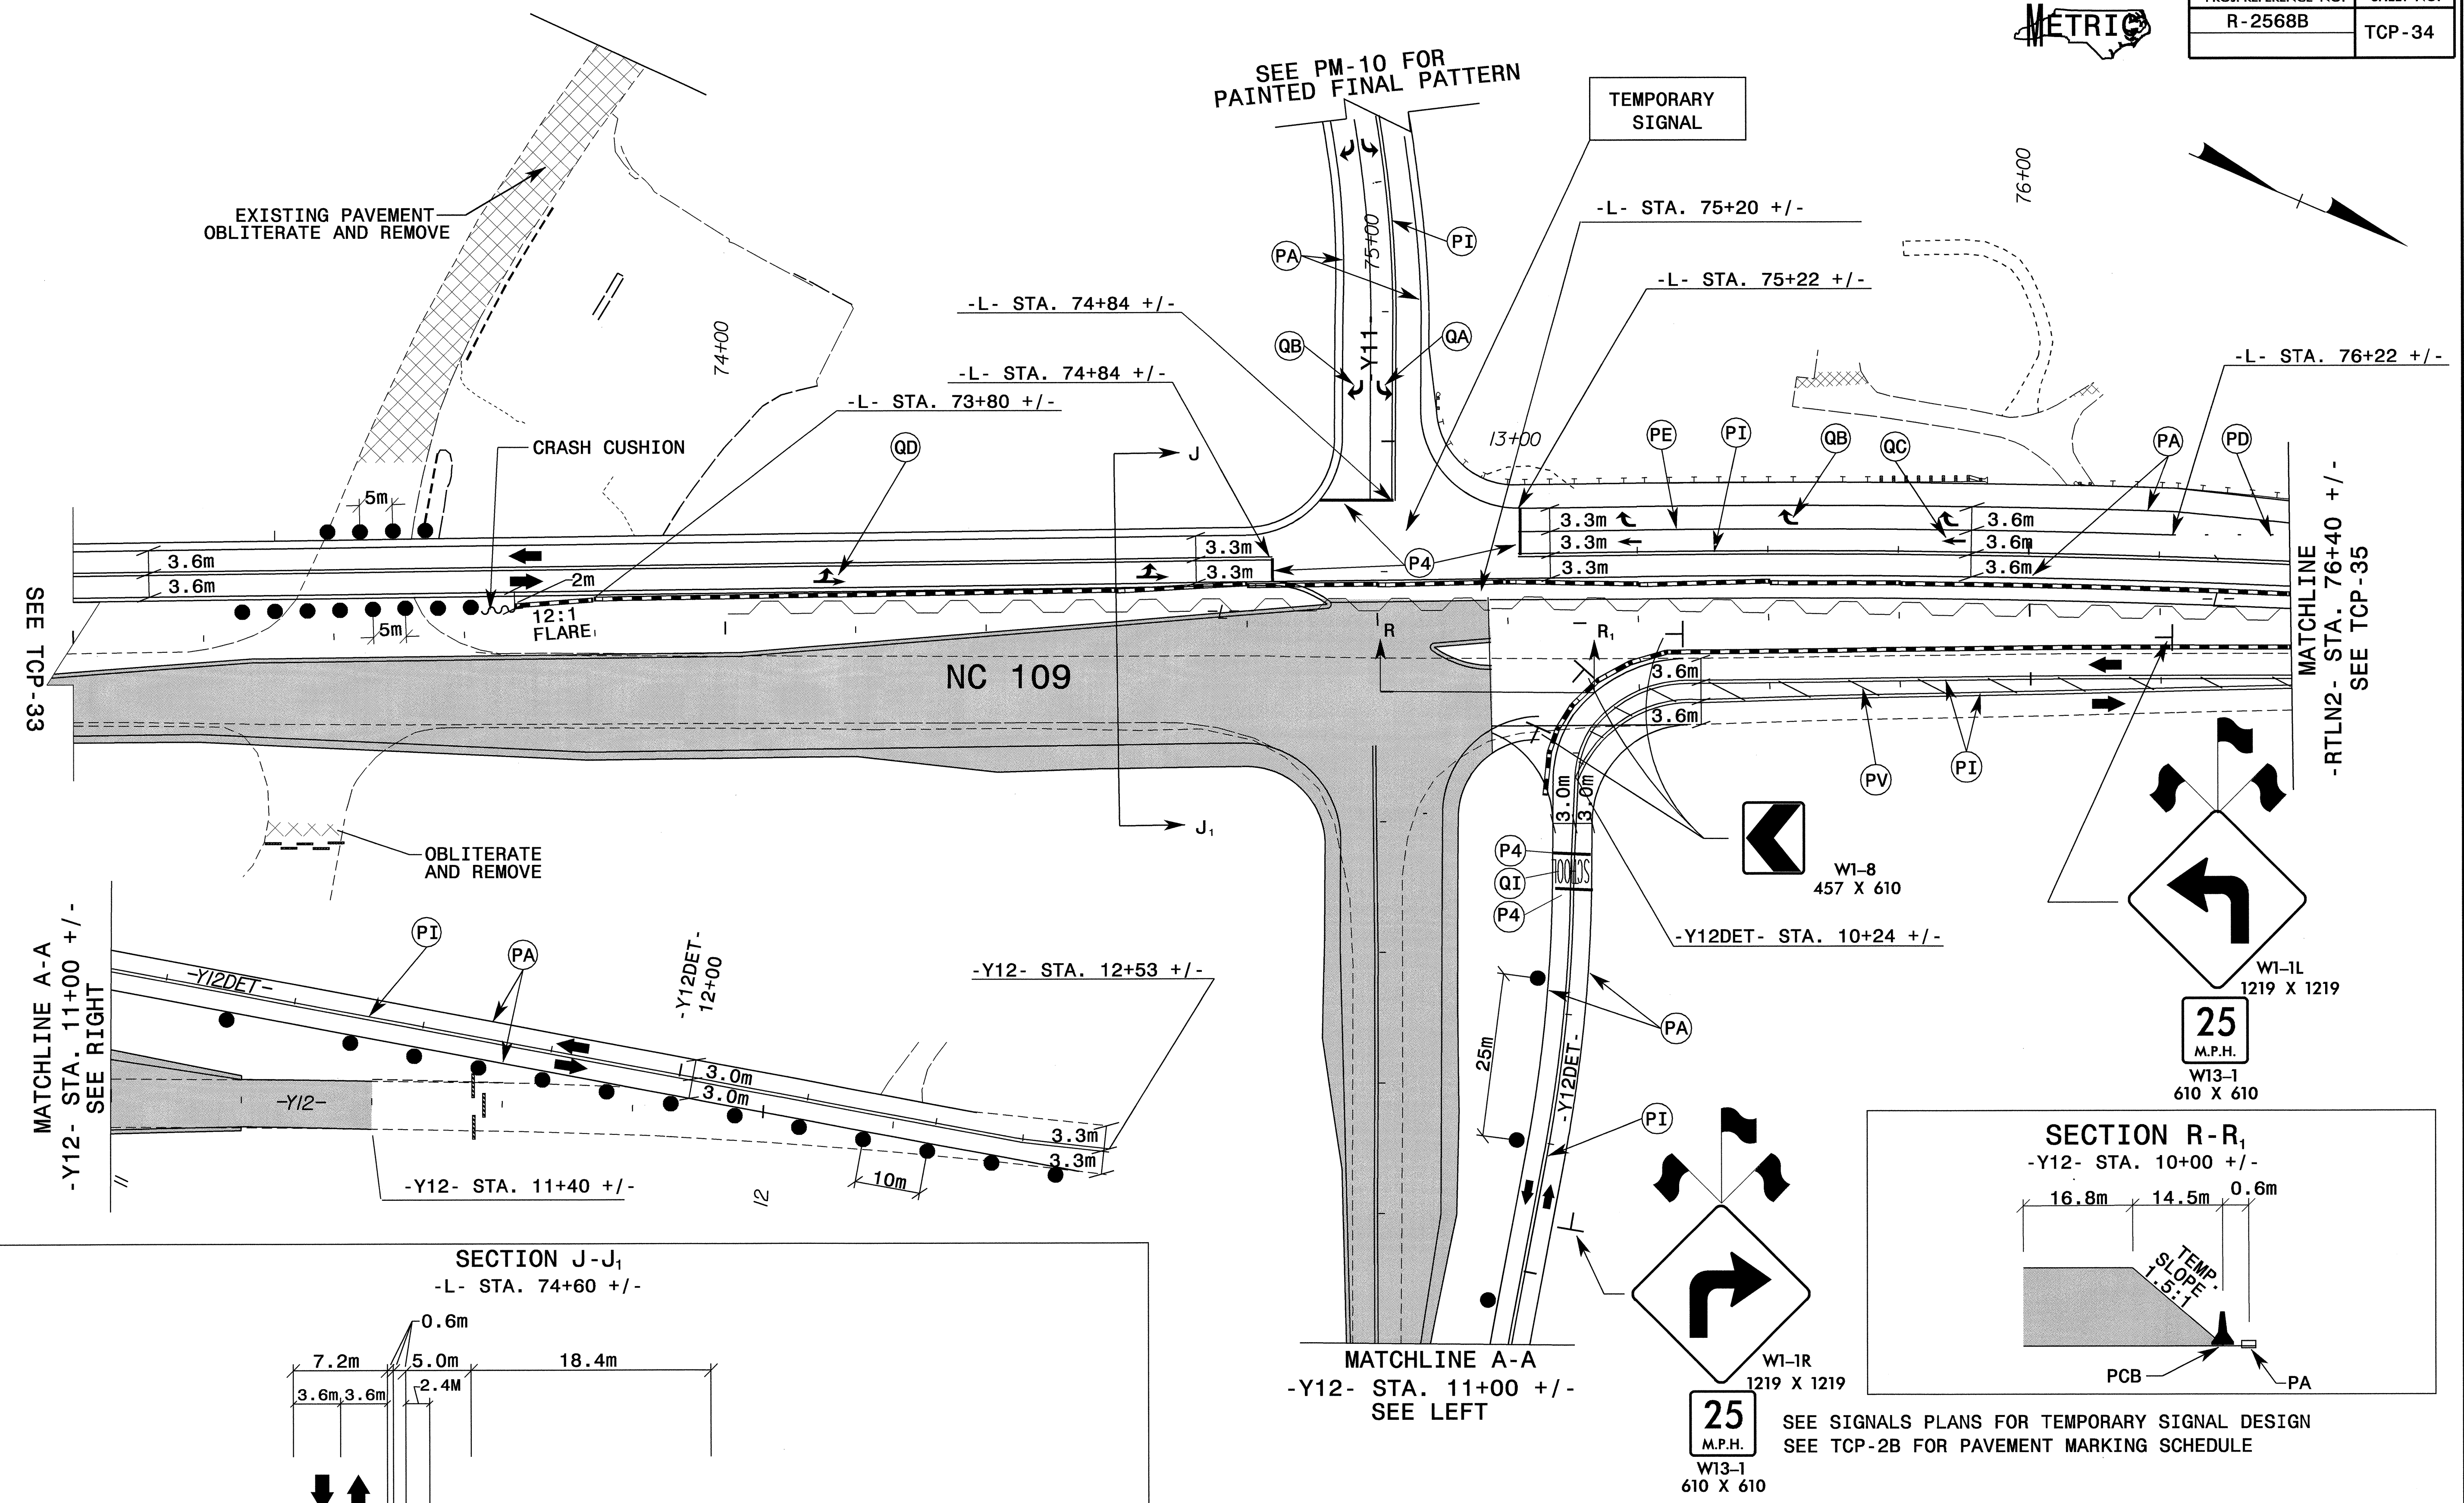 METRIC
PROJ. REFERENCE NO.
SHEET NO.
R-2568B
TCP-34
SEE PM-10 FOR
PAINTED FINAL PATTERN
TEMPORARY
SIGNAL
76+00
-L- STA. 75+20 +/-
EXISTING PAVEMENT
OBLITERATE AND REMOVE
75+00
PA
PI
-L- STA. 75+22 +/-
-L- STA. 74+84 +/-
74+00
QB
-Y11-
QA
-L- STA. 76+22 +/-
-L- STA. 74+84 +/-
-L- STA. 73+80 +/-
CRASH CUSHION
QD
J
13+00
PE
PI
QB
QC
PA
PD
5m
3.3m
3.6m
3.6m
3.3m
3.3m
3.6m
P4
3.6m
3.3m
3.3m
3.6m
2m
12:1
FLARE
5m
L
L
R
R1
SEE TCP-33
NC 109
3.6m
3.6m
MATCHLINE
-RTLN2- STA. 76+40 +/-
SEE TCP-35
PV
PI
3.0m
3.0m
J1
OBLITERATE
AND REMOVE
P4
QI
P4
SCHOOL
W1-8
457 X 610
-Y12DET- STA. 10+24 +/-
W1-1L
1219 X 1219
25
M.P.H.
W13-1
610 X 610
MATCHLINE A-A
-Y12- STA. 11+00 +/-
SEE RIGHT
PI
PA
-Y12DET-
-Y12DET-
12+00
-Y12- STA. 12+53 +/-
3.0m
3.0m
3.3m
3.3m
-Y12-
-Y12- STA. 11+40 +/-
10m
11
12
25m
PA
-Y12DET-
PI
MATCHLINE A-A
-Y12- STA. 11+00 +/-
SEE LEFT
W1-1R
1219 X 1219
25
M.P.H.
W13-1
610 X 610
SECTION R-R1
-Y12- STA. 10+00 +/-
16.8m
14.5m
0.6m
TEMP.
SLOPE
1.5:1
PCB
PA
SEE SIGNALS PLANS FOR TEMPORARY SIGNAL DESIGN
SEE TCP-2B FOR PAVEMENT MARKING SCHEDULE
SECTION J-J1
-L- STA. 74+60 +/-
0.6m
7.2m
5.0m
18.4m
3.6m
3.6m
2.4M